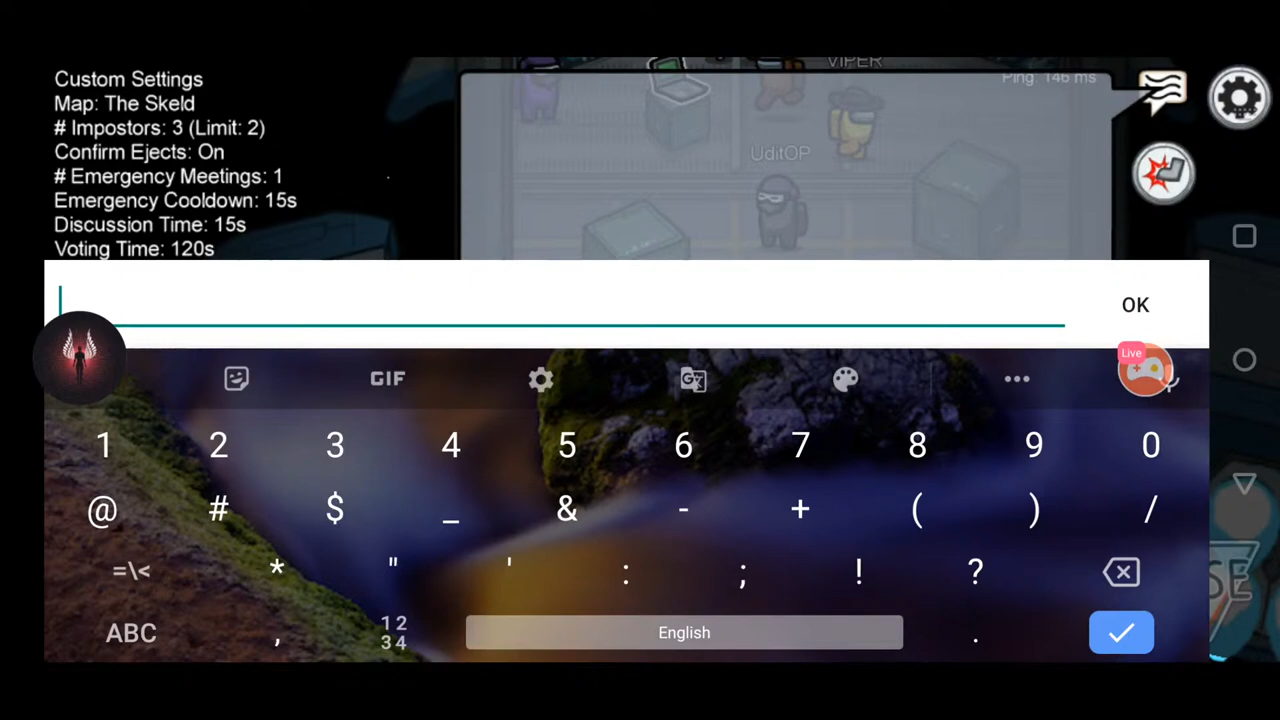 VIPER
Ping: 146 ms
Custom Settings
Map: The Skeld
# Impostors: 3 (Limit: 2)
Confirm Ejects: On
# Emergency Meetings: 1
Emergency Cooldown: 15s
Discussion Time: 15s
Voting Time: 120s
UditOP
OK
Live
GIF
1 2 3 4 5 6 7 8 9 0
@ # $ _ & - + ( ) /
=\< * " ' : ; ! ?
ABC , 1 2 3 4 English .